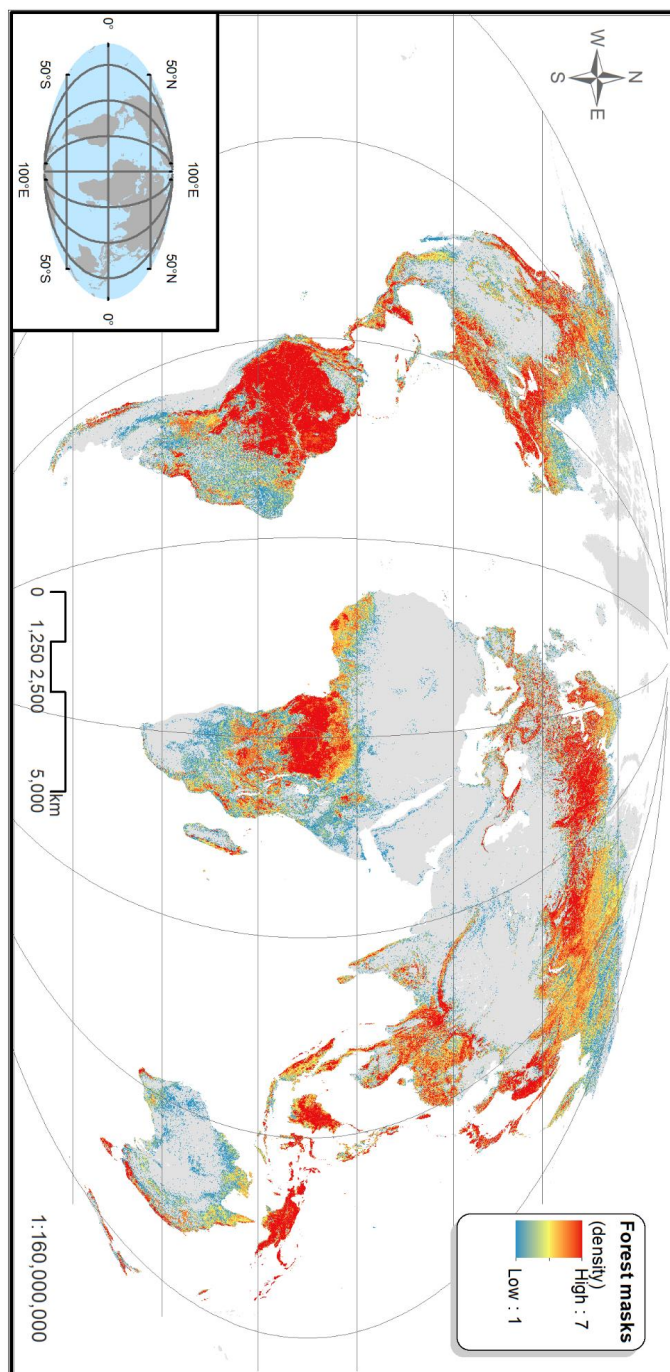 N
W
E
S
Forest masks
(density)
High : 7
Low : 1
0°
50°S
50°N
100°E
100°E
50°S
50°N
0°
0
1,250
2,500
5,000
km
1:160,000,000